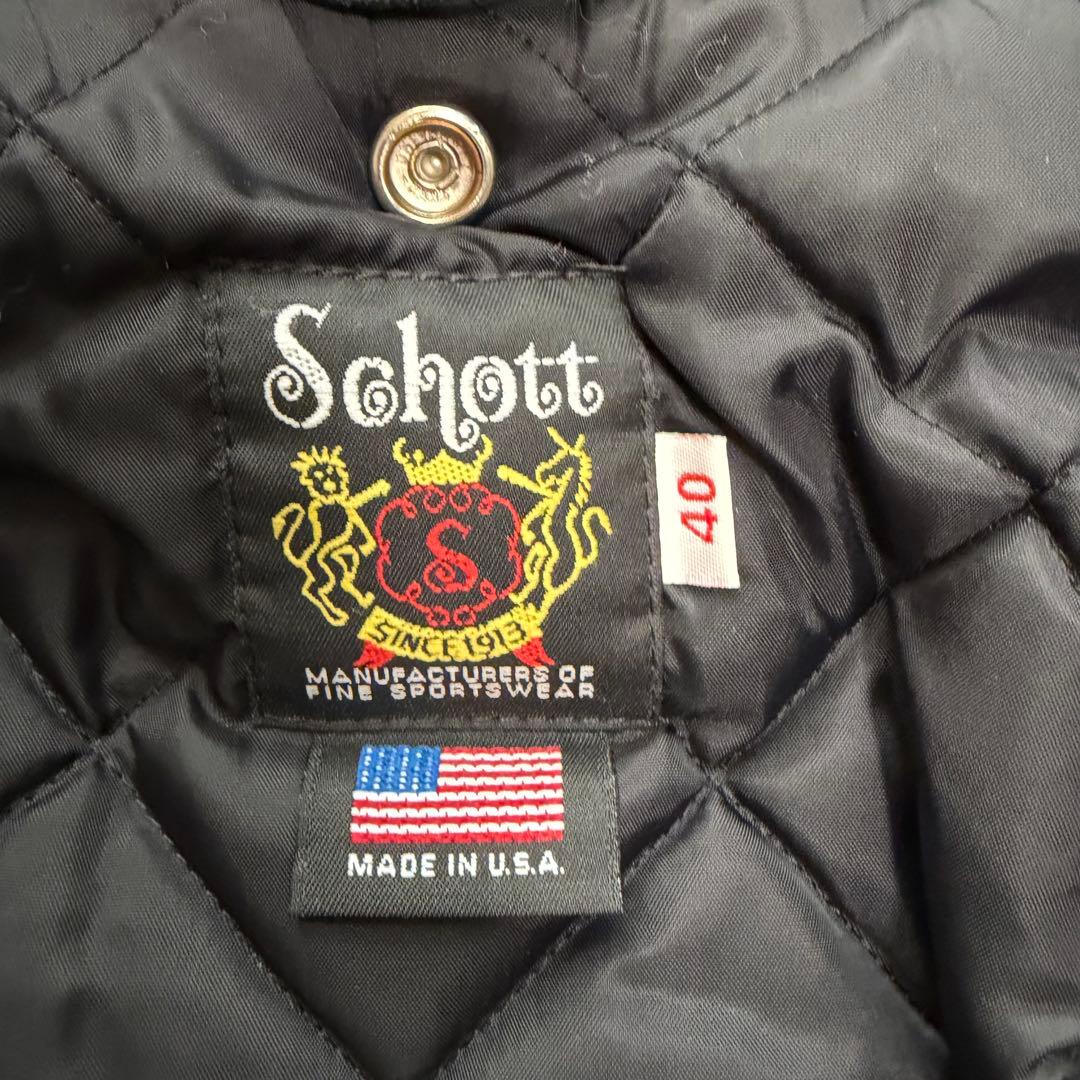 Schott
S
SINCE 1913
MANUFACTURERS OF
FINE SPORTSWEAR
40
MADE IN U.S.A.